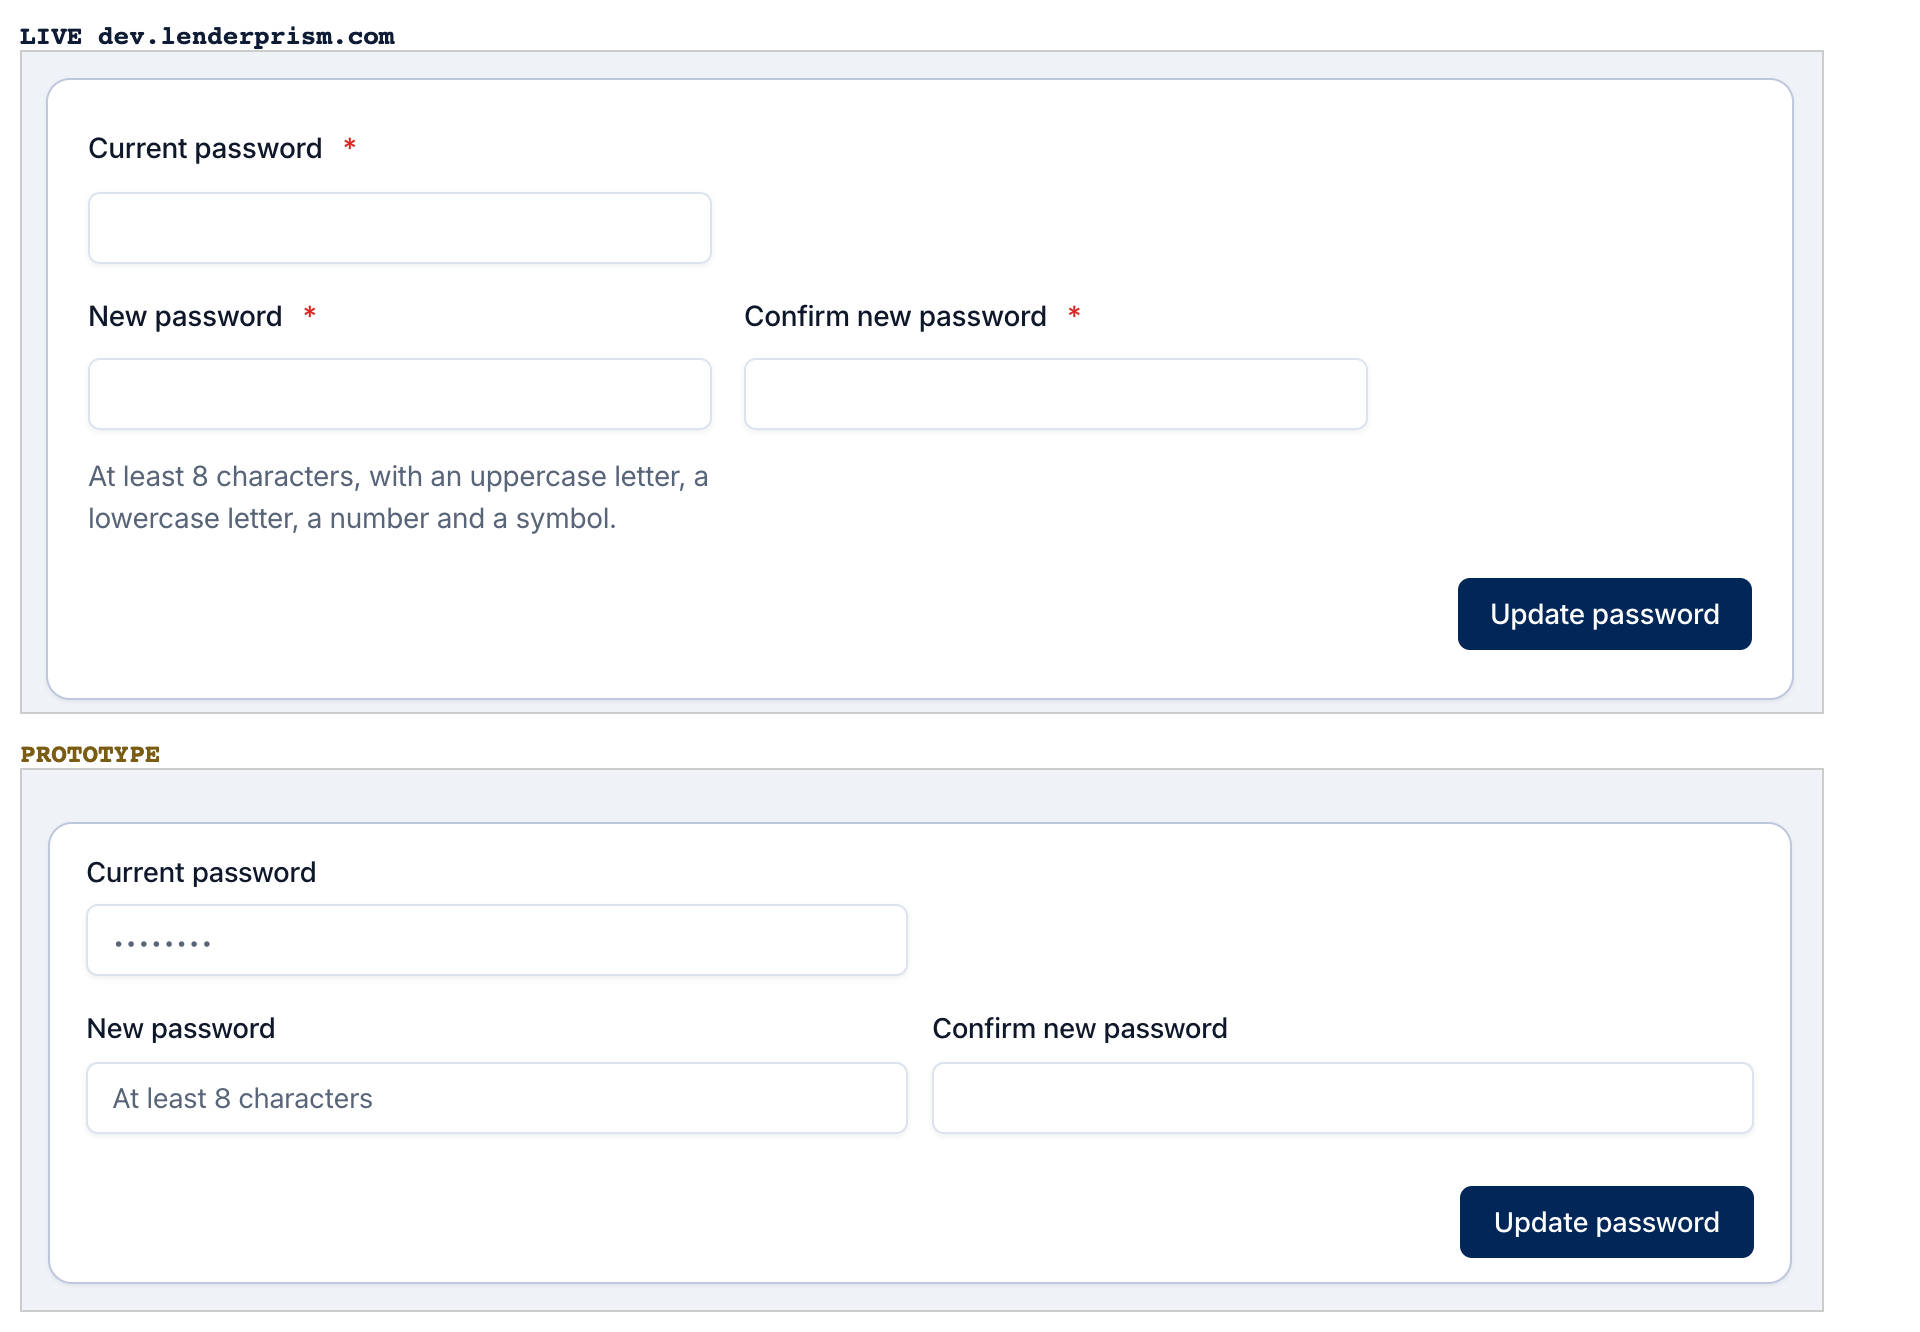 LIVE dev.lenderprism.com
Current password *
New password * Confirm new password *
At least 8 characters, with an uppercase letter, a
lowercase letter, a number and a symbol.
Update password
PROTOTYPE
Current password
••••••••
New password Confirm new password
At least 8 characters
Update password